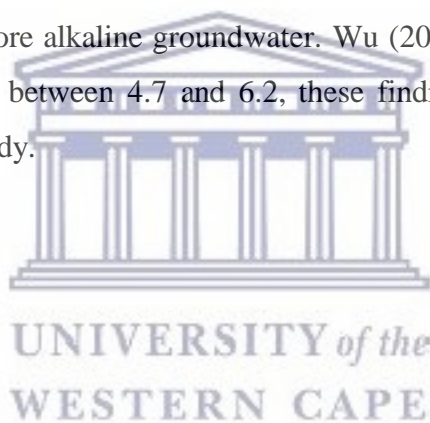 ore alkaline groundwater. Wu (20
between 4.7 and 6.2, these find
dy.
UNIVERSITY of the
WESTERN CAPE